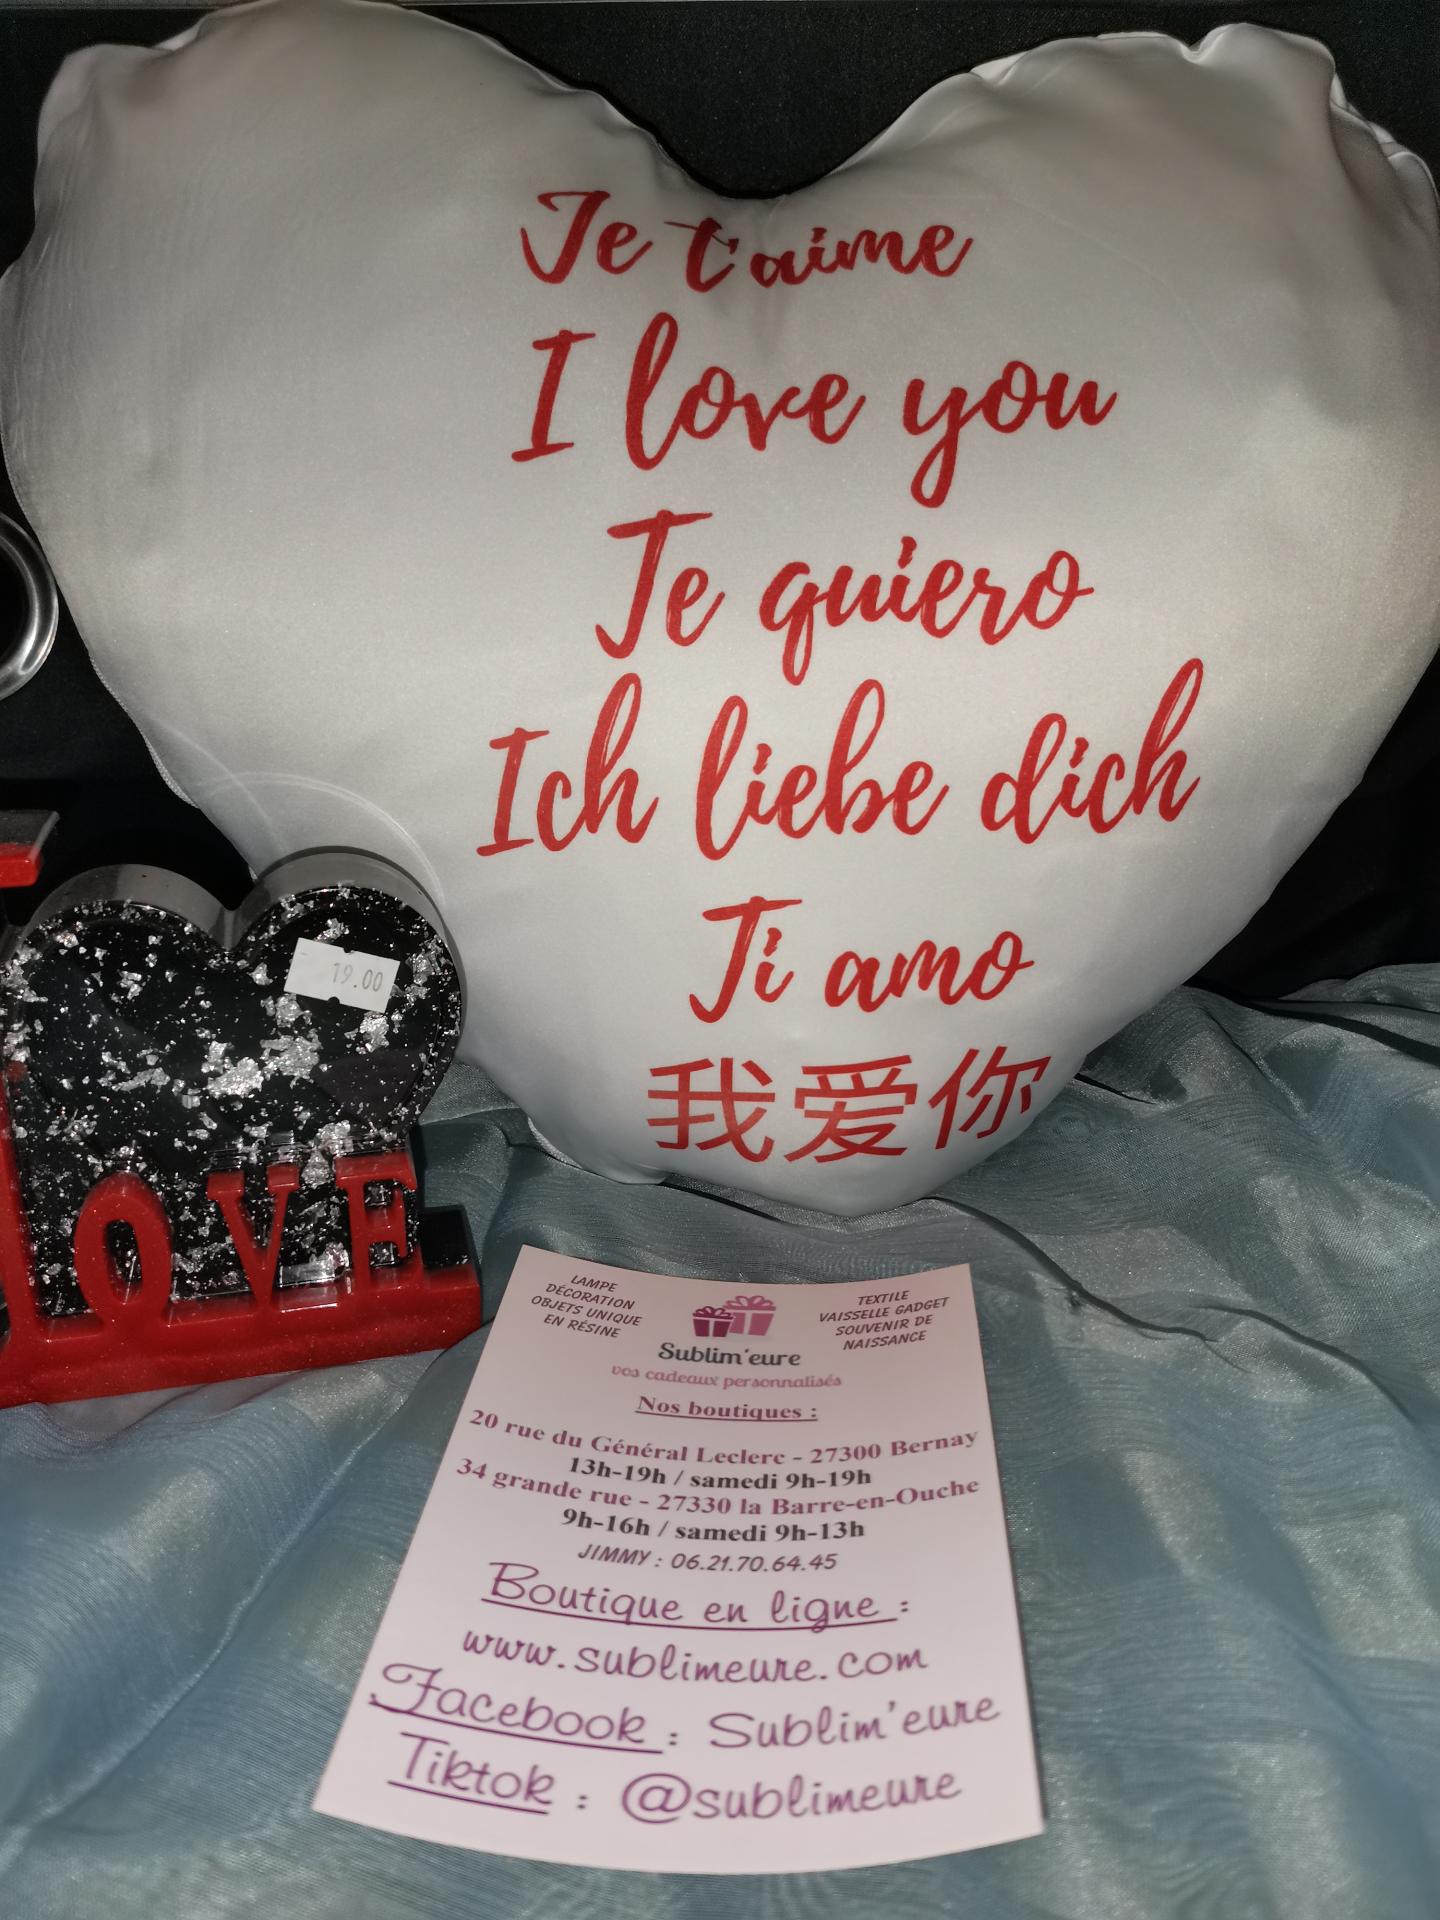 Je t'aime
I love you
Te quiero
Ich liebe dich
Ti amo
我爱你
19.00
LOVE
LAMPE
DÉCORATION
OBJETS UNIQUE
EN RÉSINE
TEXTILE
VAISSELLE GADGET
SOUVENIR DE
NAISSANCE
Sublim'eure
vos cadeaux personnalisés
Nos boutiques :
20 rue du Général Leclerc - 27300 Bernay
13h-19h / samedi 9h-19h
34 grande rue - 27330 la Barre-en-Ouche
9h-16h / samedi 9h-13h
JIMMY : 06.21.70.64.45
Boutique en ligne :
www.sublimeure.com
Facebook : Sublim'eure
Tiktok : @sublimeure